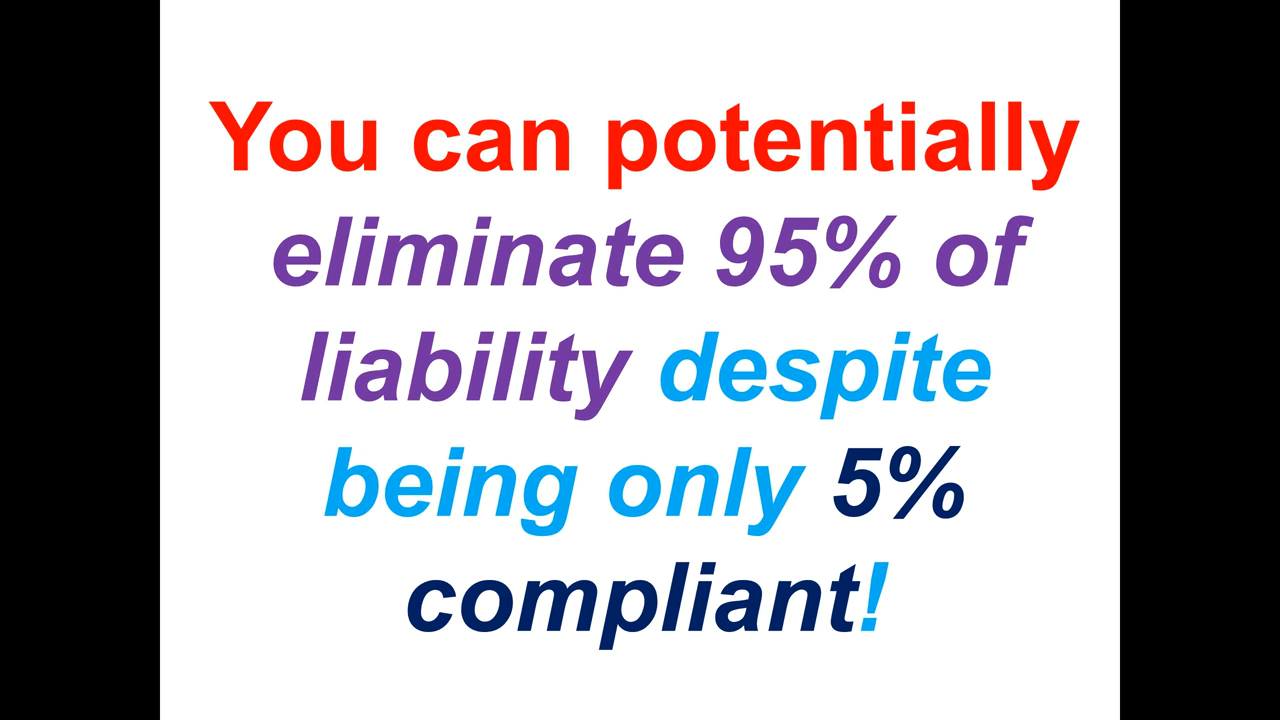 You can potentially
eliminate 95% of
liability despite
being only 5%
compliant!